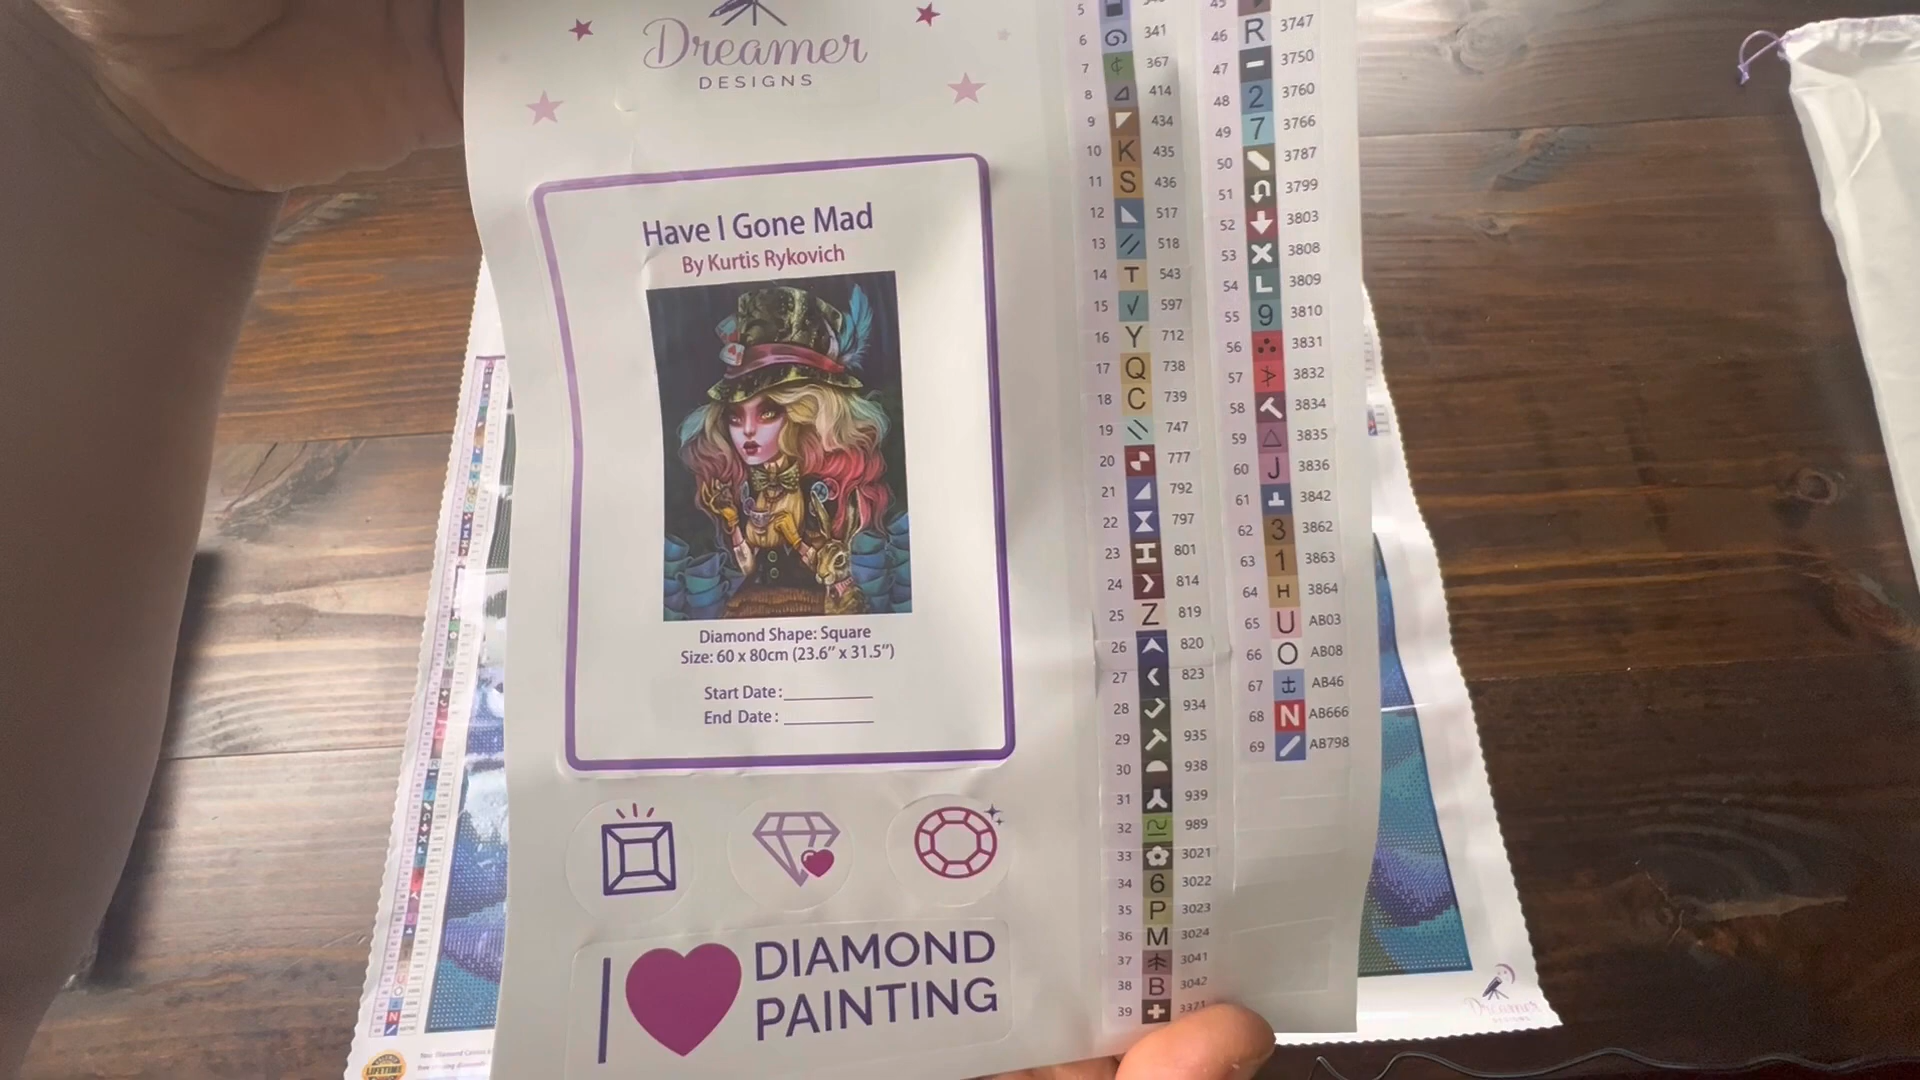 Dreamer
DESIGNS
Have I Gone Mad
By Kurtis Rykovich
Diamond Shape: Square
Size: 60 x 80cm (23.6” x 31.5”)
Start Date:
End Date:
I
DIAMOND
PAINTING
5
6 341
7 ¢ 367
8 414
9 434
10 K 435
11 S 436
12 517
13 518
14 T 543
15 √ 597
16 Y 712
17 Q 738
18 C 739
19 747
20 777
21 792
22 797
23 801
24 814
25 Z 819
26 820
27 823
28 934
29 935
30 938
31 939
32 989
33 3021
34 6 3022
35 P 3023
36 M 3024
37 3041
38 B 3042
39 3371
45
46 R 3747
47 3750
48 2 3760
49 7 3766
50 3787
51 3799
52 3803
53 3808
54 L 3809
55 9 3810
56 3831
57 3832
58 3834
59 3835
60 J 3836
61 3842
62 3 3862
63 1 3863
64 H 3864
65 U AB03
66 O AB08
67 AB46
68 N AB666
69 AB798
LIFETIME
Dreamer
DESIGNS